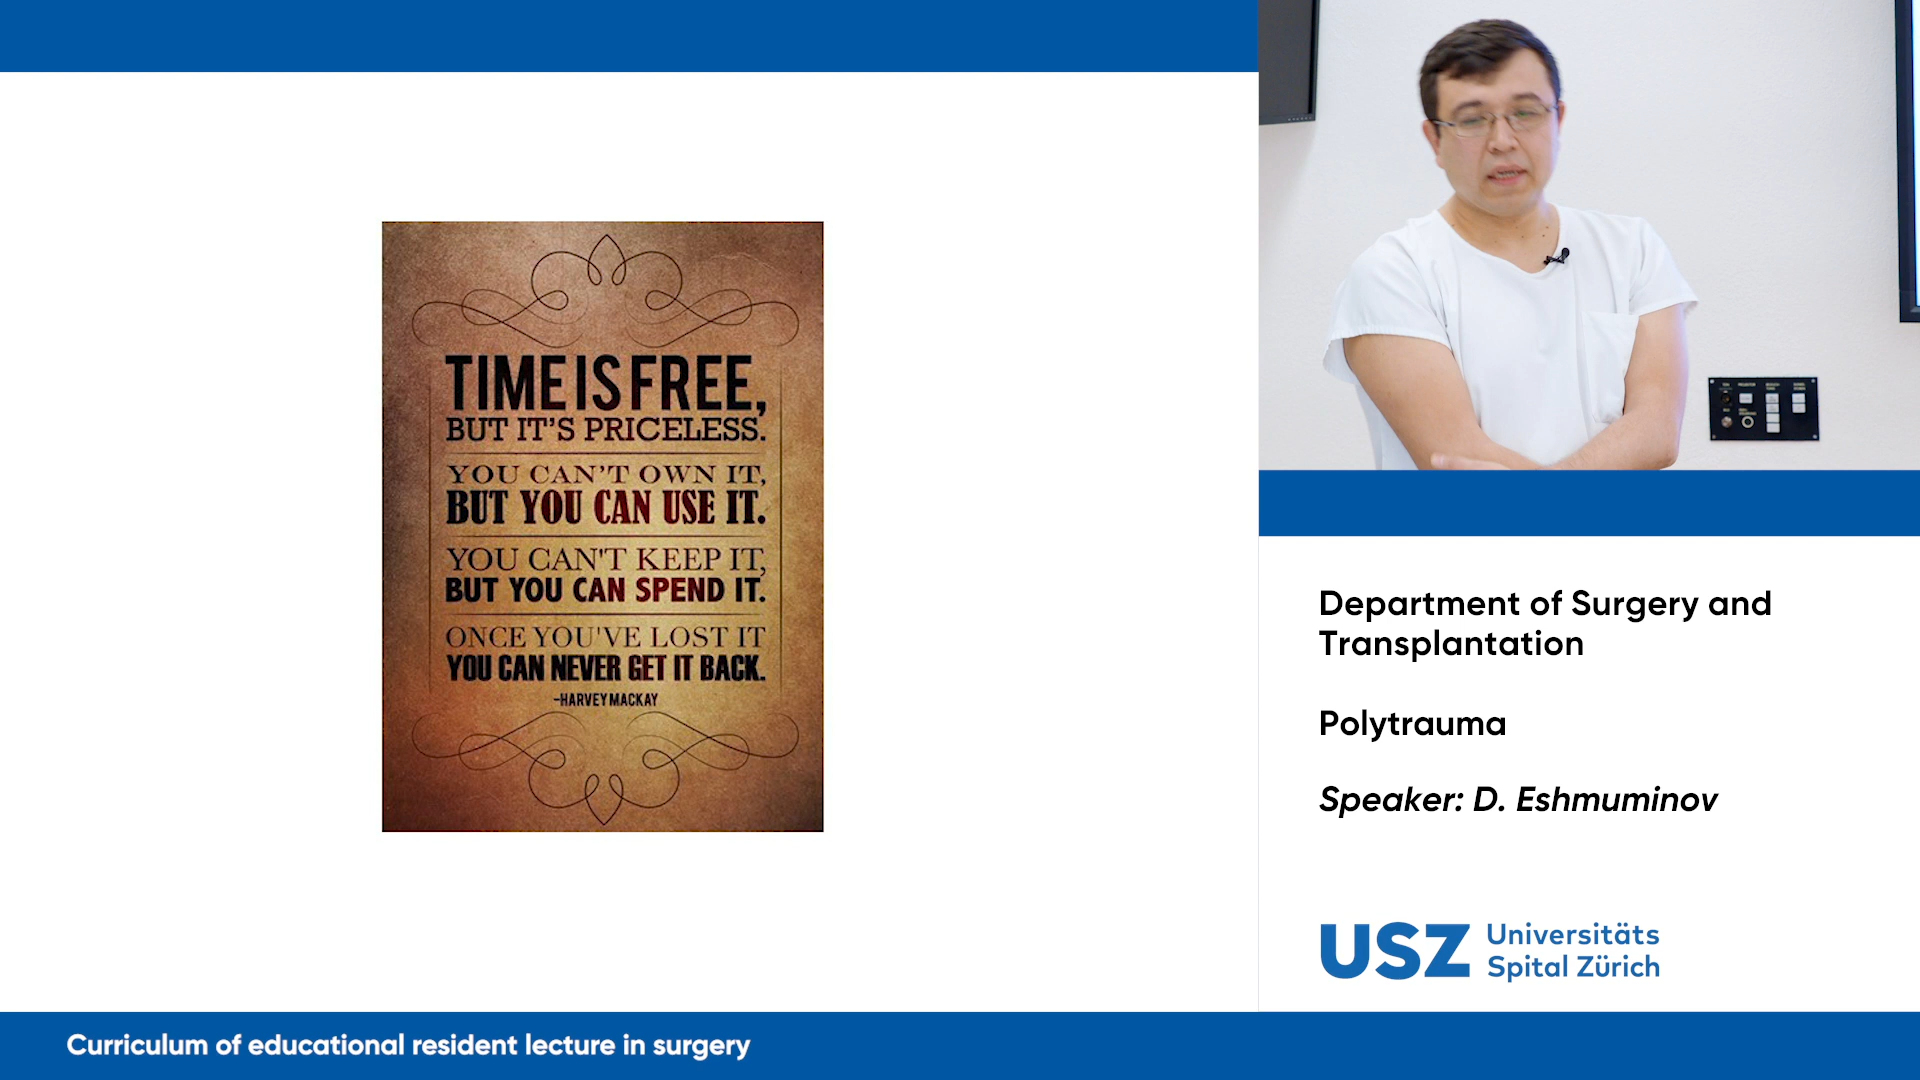 TIME IS FREE,
BUT IT'S PRICELESS.
YOU CAN'T OWN IT,
BUT YOU CAN USE IT.
YOU CAN'T KEEP IT,
BUT YOU CAN SPEND IT.
ONCE YOU'VE LOST IT
YOU CAN NEVER GET IT BACK.
-HARVEY MACKAY
Department of Surgery and
Transplantation
Polytrauma
Speaker: D. Eshmuminov
USZ Universitäts
Spital Zürich
Curriculum of educational resident lecture in surgery